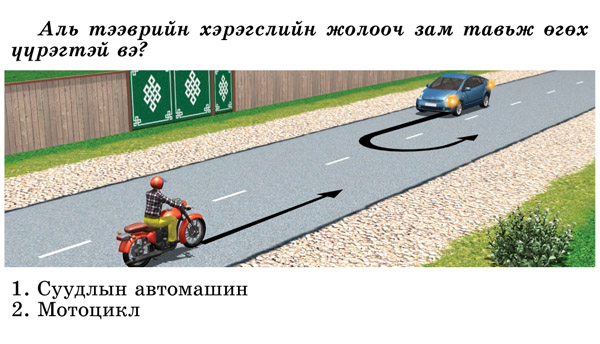 Аль тээврийн хэрэгслийн жолооч зам тавьж өгөх
үүрэгтэй вэ?
1. Суудлын автомашин
2. Мотоцикл